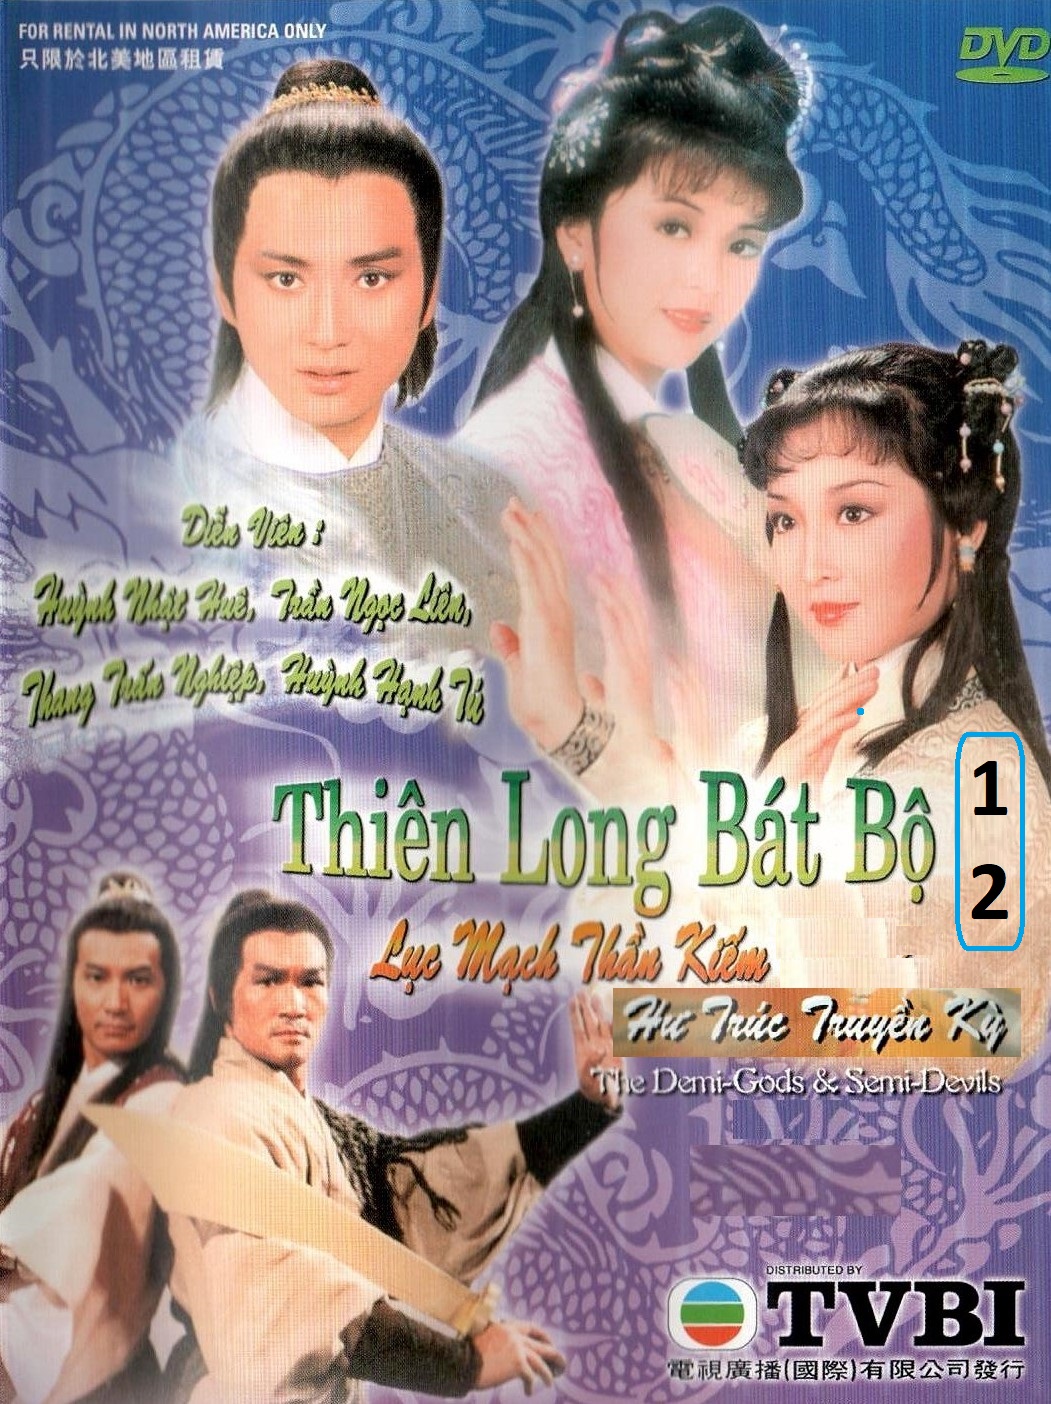 FOR RENTAL IN NORTH AMERICA ONLY
只限於北美地區租賃
DVD
Diễn Viên :
Huỳnh Nhật Huê, Trần Ngọc Liên,
Thang Trấn Nghiệp, Huỳnh Hạnh Tú
Thiên Long Bát Bộ
1
2
Lục Mạch Thần Kiếm
Hư Trúc Truyền Kỳ
The Demi-Gods & Semi-Devils
DISTRIBUTED BY
TVBI
電視廣播(國際)有限公司發行